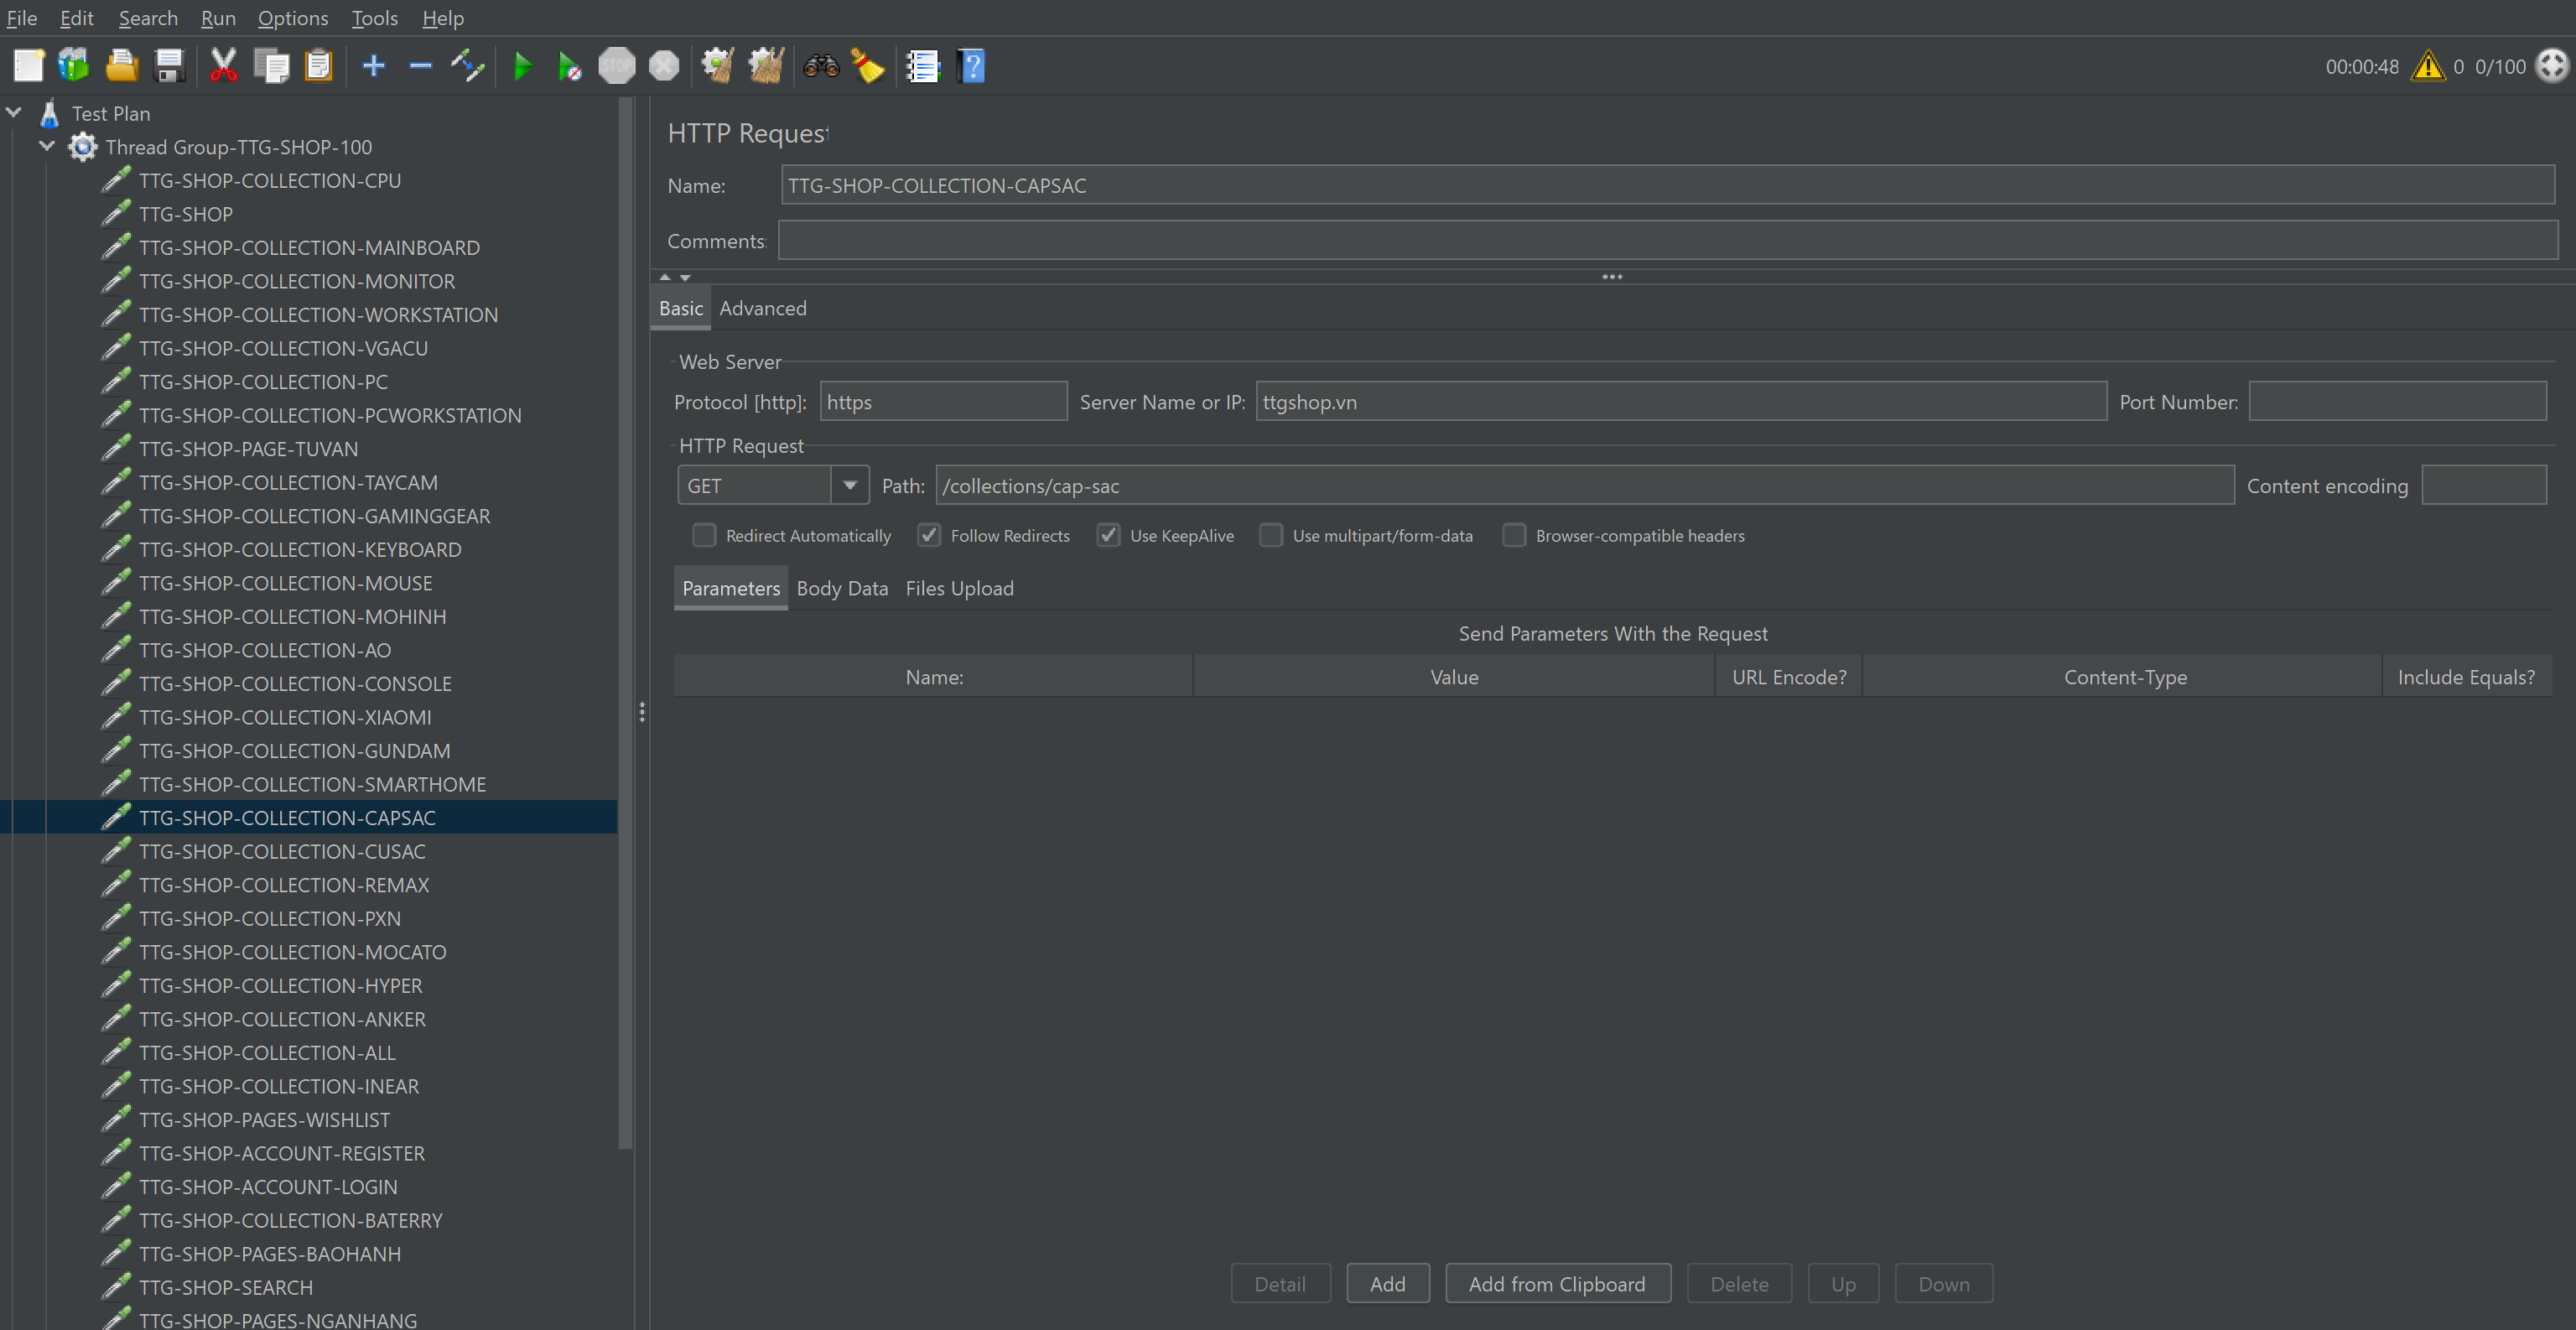 File Edit Search Run Options Tools Help
STOP
00:00:48 0 0/100
Test Plan
Thread Group-TTG-SHOP-100
TTG-SHOP-COLLECTION-CPU
TTG-SHOP
TTG-SHOP-COLLECTION-MAINBOARD
TTG-SHOP-COLLECTION-MONITOR
TTG-SHOP-COLLECTION-WORKSTATION
TTG-SHOP-COLLECTION-VGACU
TTG-SHOP-COLLECTION-PC
TTG-SHOP-COLLECTION-PCWORKSTATION
TTG-SHOP-PAGE-TUVAN
TTG-SHOP-COLLECTION-TAYCAM
TTG-SHOP-COLLECTION-GAMINGGEAR
TTG-SHOP-COLLECTION-KEYBOARD
TTG-SHOP-COLLECTION-MOUSE
TTG-SHOP-COLLECTION-MOHINH
TTG-SHOP-COLLECTION-AO
TTG-SHOP-COLLECTION-CONSOLE
TTG-SHOP-COLLECTION-XIAOMI
TTG-SHOP-COLLECTION-GUNDAM
TTG-SHOP-COLLECTION-SMARTHOME
TTG-SHOP-COLLECTION-CAPSAC
TTG-SHOP-COLLECTION-CUSAC
TTG-SHOP-COLLECTION-REMAX
TTG-SHOP-COLLECTION-PXN
TTG-SHOP-COLLECTION-MOCATO
TTG-SHOP-COLLECTION-HYPER
TTG-SHOP-COLLECTION-ANKER
TTG-SHOP-COLLECTION-ALL
TTG-SHOP-COLLECTION-INEAR
TTG-SHOP-PAGES-WISHLIST
TTG-SHOP-ACCOUNT-REGISTER
TTG-SHOP-ACCOUNT-LOGIN
TTG-SHOP-COLLECTION-BATERRY
TTG-SHOP-PAGES-BAOHANH
TTG-SHOP-SEARCH
TTG-SHOP-PAGES-NGANHANG
HTTP Request
Name: TTG-SHOP-COLLECTION-CAPSAC
Comments:
Basic Advanced
Web Server
Protocol [http]: https Server Name or IP: ttgshop.vn Port Number:
HTTP Request
GET Path: /collections/cap-sac Content encoding
Redirect Automatically Follow Redirects Use KeepAlive Use multipart/form-data Browser-compatible headers
Parameters Body Data Files Upload
Send Parameters With the Request
Name: Value URL Encode? Content-Type Include Equals?
Detail Add Add from Clipboard Delete Up Down